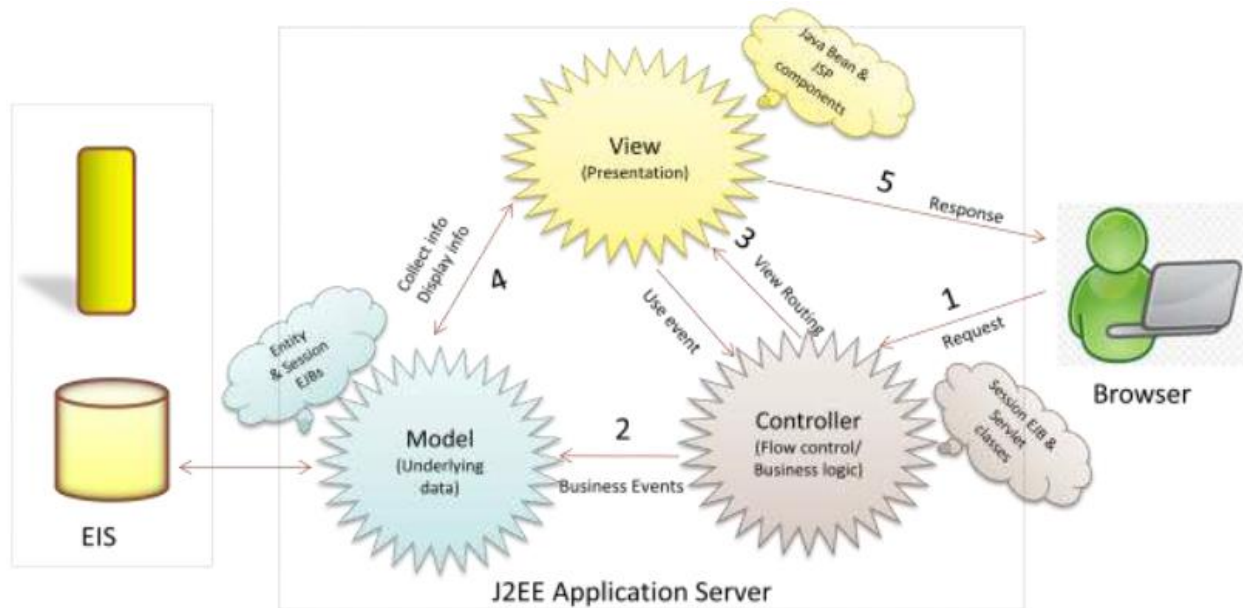 Java Bean &
JSP
components
View
(Presentation)
5
Response
Collect info
Display info
4
3
View Routing
Use event
1
Request
Browser
Entity
& Session
EJBs
Model
(Underlying
data)
2
Business Events
Controller
(Flow control/
Business logic)
Session EJB &
Servlet
classes
EIS
J2EE Application Server